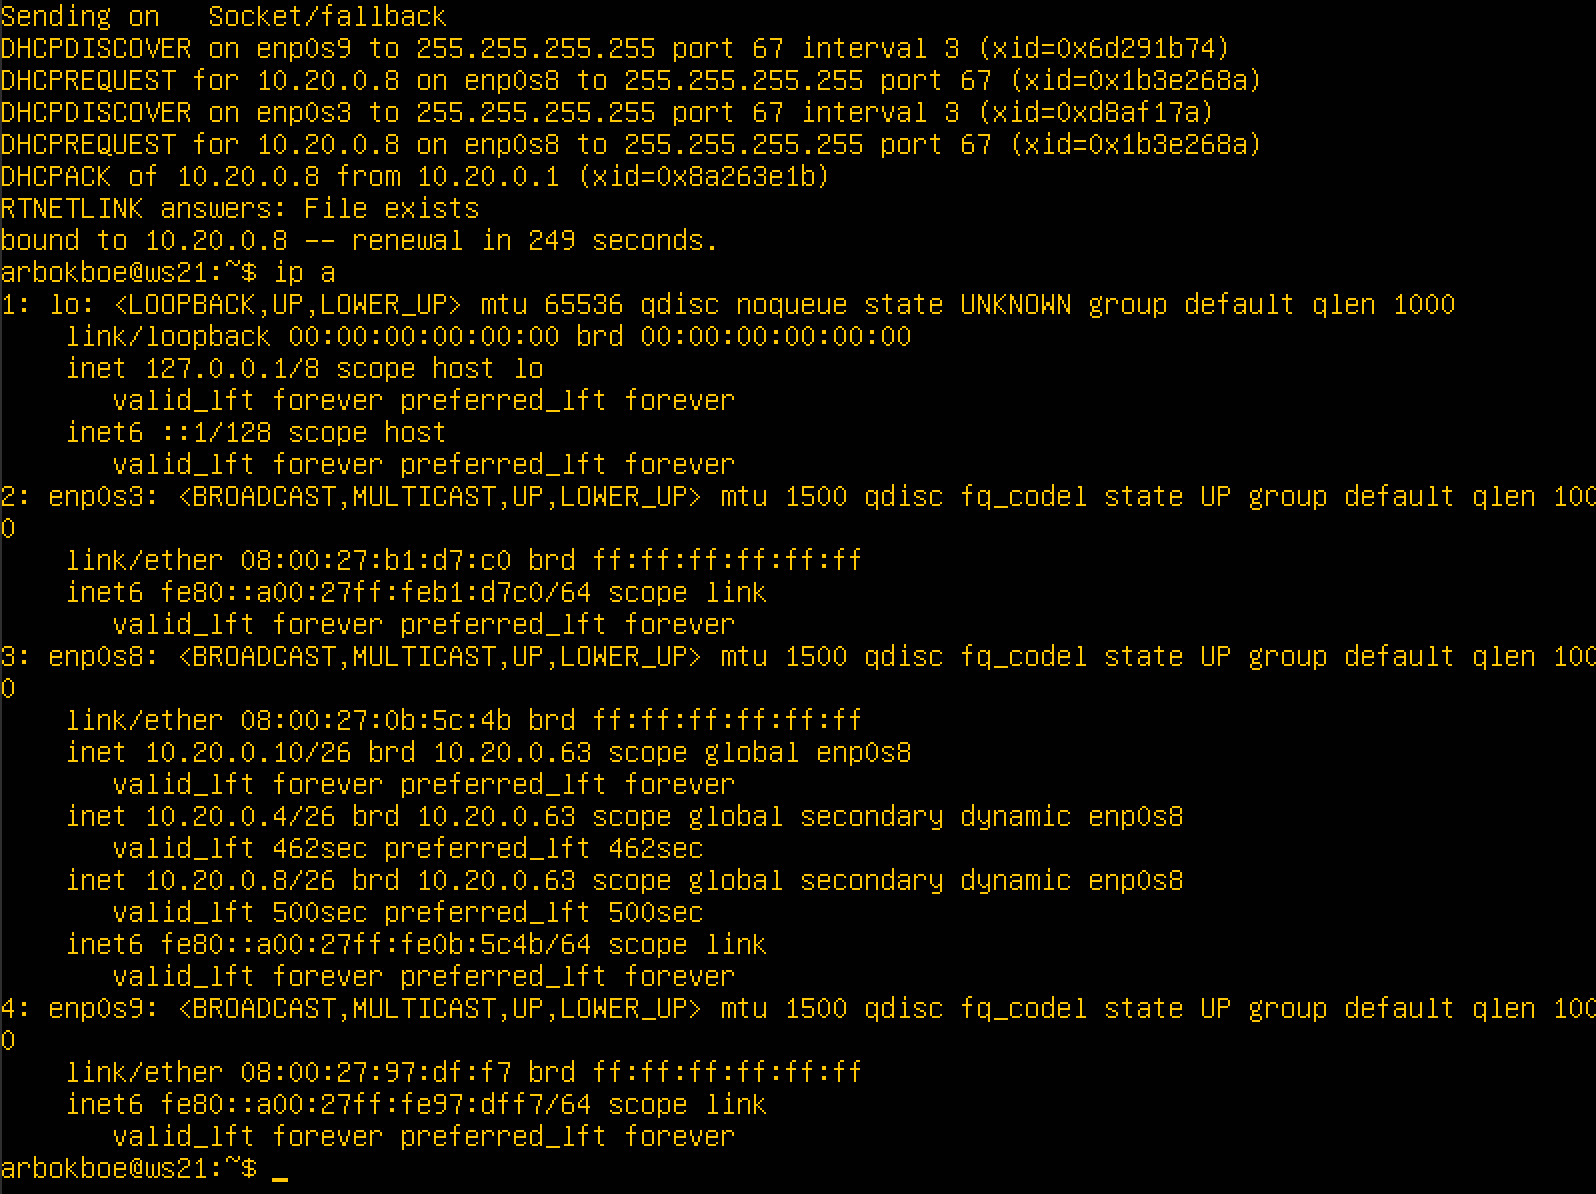 Sending on   Socket/fallback
DHCPDISCOVER on enp0s9 to 255.255.255.255 port 67 interval 3 (xid=0x6d291b74)
DHCPREQUEST for 10.20.0.8 on enp0s8 to 255.255.255.255 port 67 (xid=0x1b3e268a)
DHCPDISCOVER on enp0s3 to 255.255.255.255 port 67 interval 3 (xid=0xd8af17a)
DHCPREQUEST for 10.20.0.8 on enp0s8 to 255.255.255.255 port 67 (xid=0x1b3e268a)
DHCPACK of 10.20.0.8 from 10.20.0.1 (xid=0x8a263e1b)
RTNETLINK answers: File exists
bound to 10.20.0.8 -- renewal in 249 seconds.
arbokboe@ws21:~$ ip a
1: lo: <LOOPBACK,UP,LOWER_UP> mtu 65536 qdisc noqueue state UNKNOWN group default qlen 1000
    link/loopback 00:00:00:00:00:00 brd 00:00:00:00:00:00
    inet 127.0.0.1/8 scope host lo
       valid_lft forever preferred_lft forever
    inet6 ::1/128 scope host
       valid_lft forever preferred_lft forever
2: enp0s3: <BROADCAST,MULTICAST,UP,LOWER_UP> mtu 1500 qdisc fq_codel state UP group default qlen 100
0
    link/ether 08:00:27:b1:d7:c0 brd ff:ff:ff:ff:ff:ff
    inet6 fe80::a00:27ff:feb1:d7c0/64 scope link
       valid_lft forever preferred_lft forever
3: enp0s8: <BROADCAST,MULTICAST,UP,LOWER_UP> mtu 1500 qdisc fq_codel state UP group default qlen 100
0
    link/ether 08:00:27:0b:5c:4b brd ff:ff:ff:ff:ff:ff
    inet 10.20.0.10/26 brd 10.20.0.63 scope global enp0s8
       valid_lft forever preferred_lft forever
    inet 10.20.0.4/26 brd 10.20.0.63 scope global secondary dynamic enp0s8
       valid_lft 462sec preferred_lft 462sec
    inet 10.20.0.8/26 brd 10.20.0.63 scope global secondary dynamic enp0s8
       valid_lft 500sec preferred_lft 500sec
    inet6 fe80::a00:27ff:fe0b:5c4b/64 scope link
       valid_lft forever preferred_lft forever
4: enp0s9: <BROADCAST,MULTICAST,UP,LOWER_UP> mtu 1500 qdisc fq_codel state UP group default qlen 100
0
    link/ether 08:00:27:97:df:f7 brd ff:ff:ff:ff:ff:ff
    inet6 fe80::a00:27ff:fe97:dff7/64 scope link
       valid_lft forever preferred_lft forever
arbokboe@ws21:~$ _